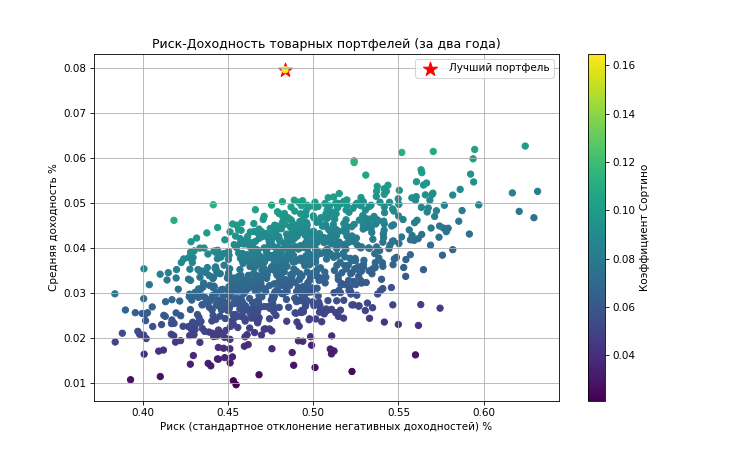 Риск-Доходность товарных портфелей (за два года)
Лучший портфель
Средняя доходность %
0.08
0.07
0.06
0.05
0.04
0.03
0.02
0.01
0.40 0.45 0.50 0.55 0.60
Риск (стандартное отклонение негативных доходностей) %
0.16
0.14
0.12
0.10
0.08
0.06
0.04
Коэффициент Сортино